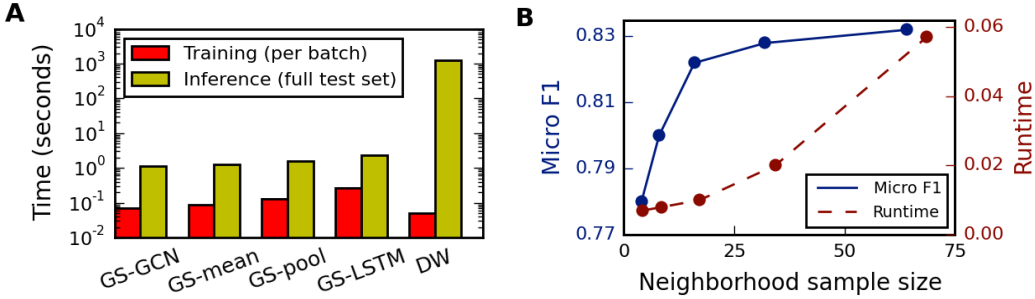 A
Time (seconds)
10^4
10^3
10^2
10^1
10^0
10^-1
10^-2
Training (per batch)
Inference (full test set)
GS-GCN
GS-mean
GS-pool
GS-LSTM
DW
B
Micro F1
0.83
0.81
0.79
0.77
0.06
0.04
0.02
0.00
Runtime
Micro F1
Runtime
0 25 50 75
Neighborhood sample size